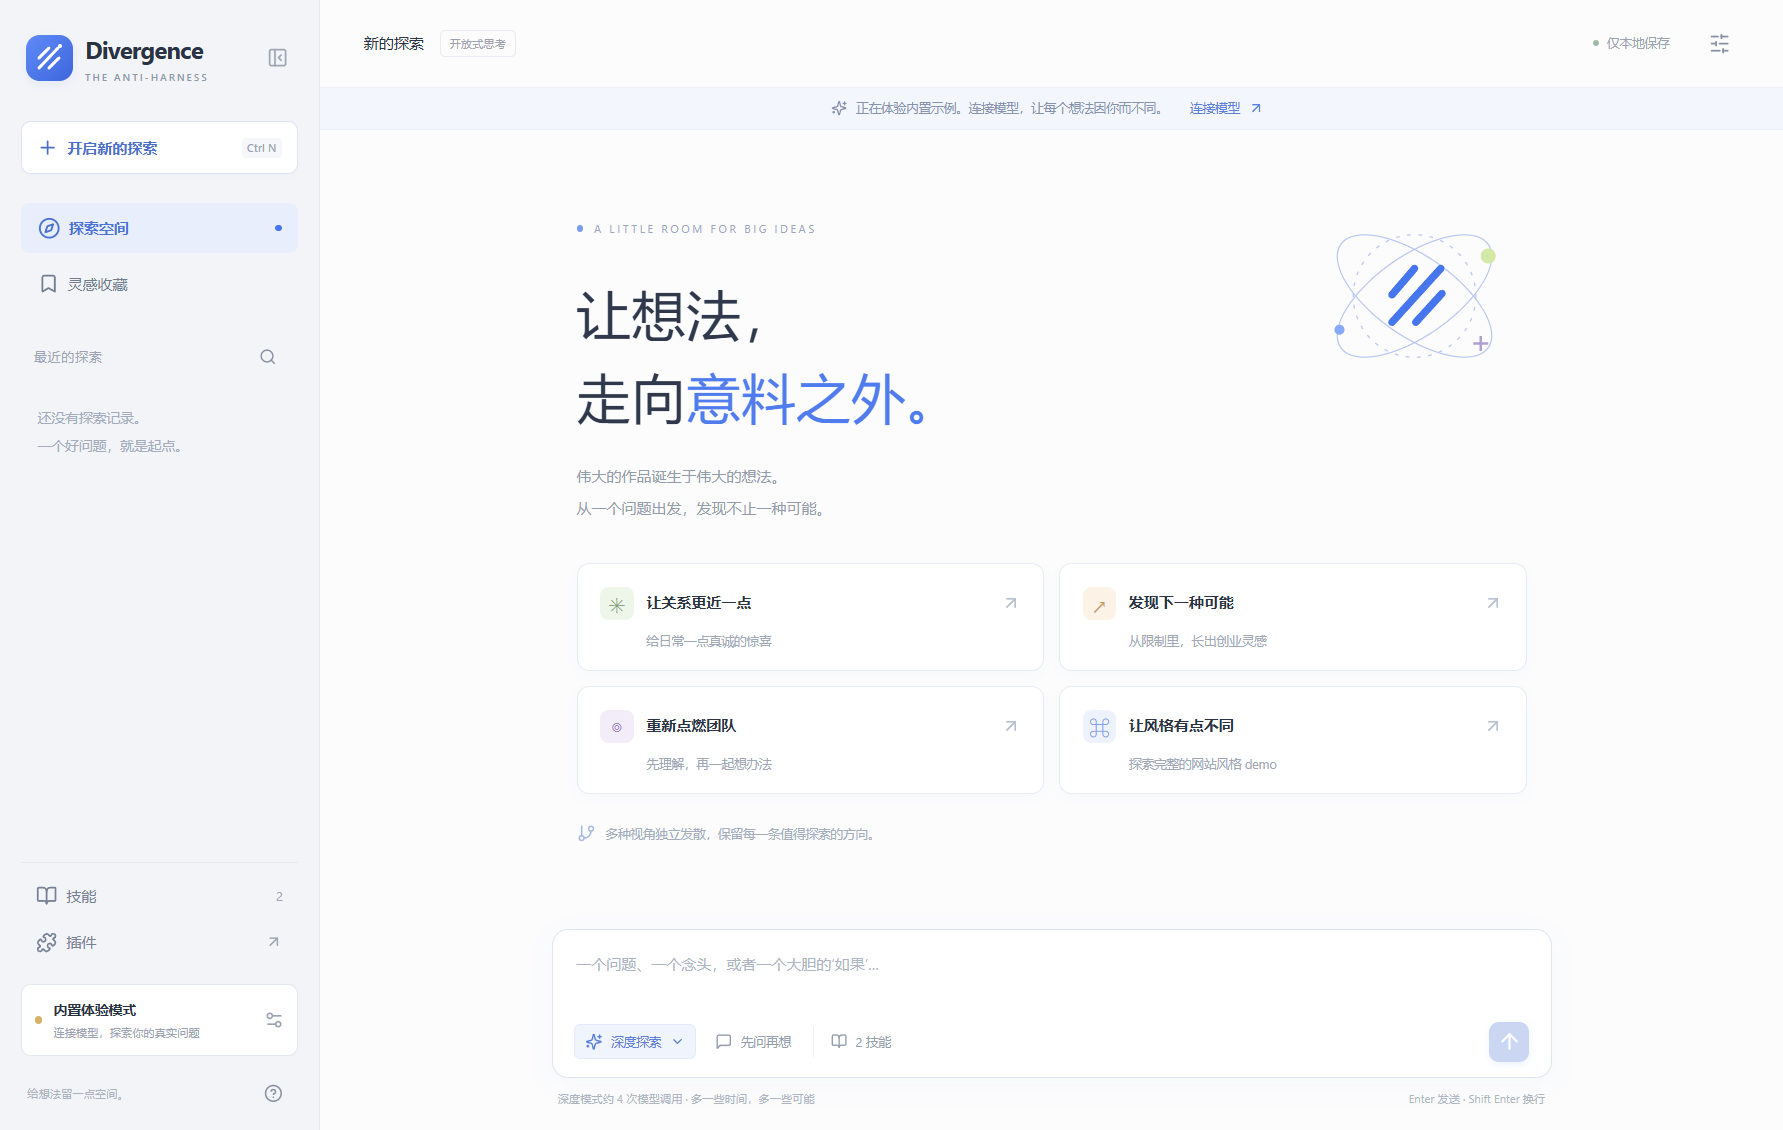 Divergence
THE ANTI-HARNESS
开启新的探索
Ctrl N
探索空间
灵感收藏
最近的探索
还没有探索记录。
一个好问题，就是起点。
技能
2
插件
内置体验模式
连接模型，探索你的真实问题
给想法留一点空间。
新的探索
开放式思考
仅本地保存
正在体验内置示例。连接模型，让每个想法因你而不同。
连接模型
A LITTLE ROOM FOR BIG IDEAS
让想法，
走向意料之外。
伟大的作品诞生于伟大的想法。
从一个问题出发，发现不止一种可能。
让关系更近一点
给日常一点真诚的惊喜
发现下一种可能
从限制里，长出创业灵感
重新点燃团队
先理解，再一起想办法
让风格有点不同
探索完整的网站风格 demo
多种视角独立发散，保留每一条值得探索的方向。
一个问题、一个念头，或者一个大胆的‘如果’...
深度探索
先问再想
2 技能
深度模式约 4 次模型调用 · 多一些时间，多一些可能
Enter 发送 · Shift Enter 换行